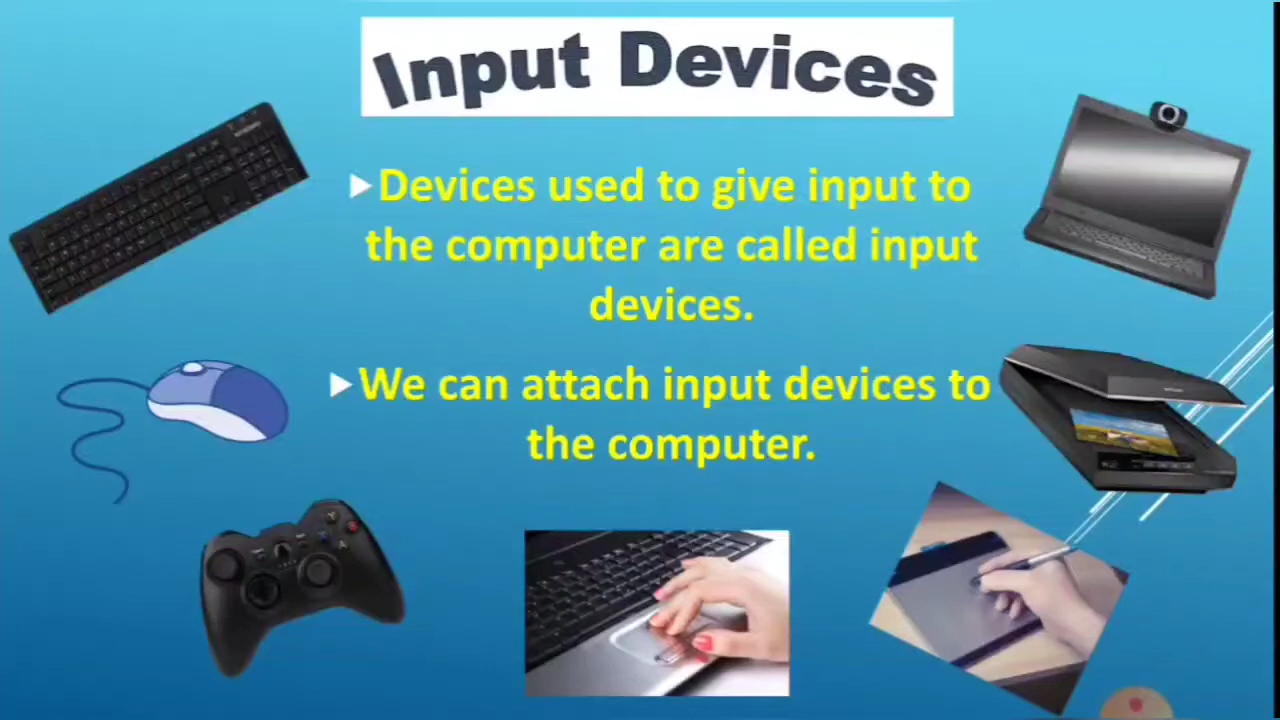 Input Devices
Devices used to give input to
the computer are called input
devices.
We can attach input devices to
the computer.